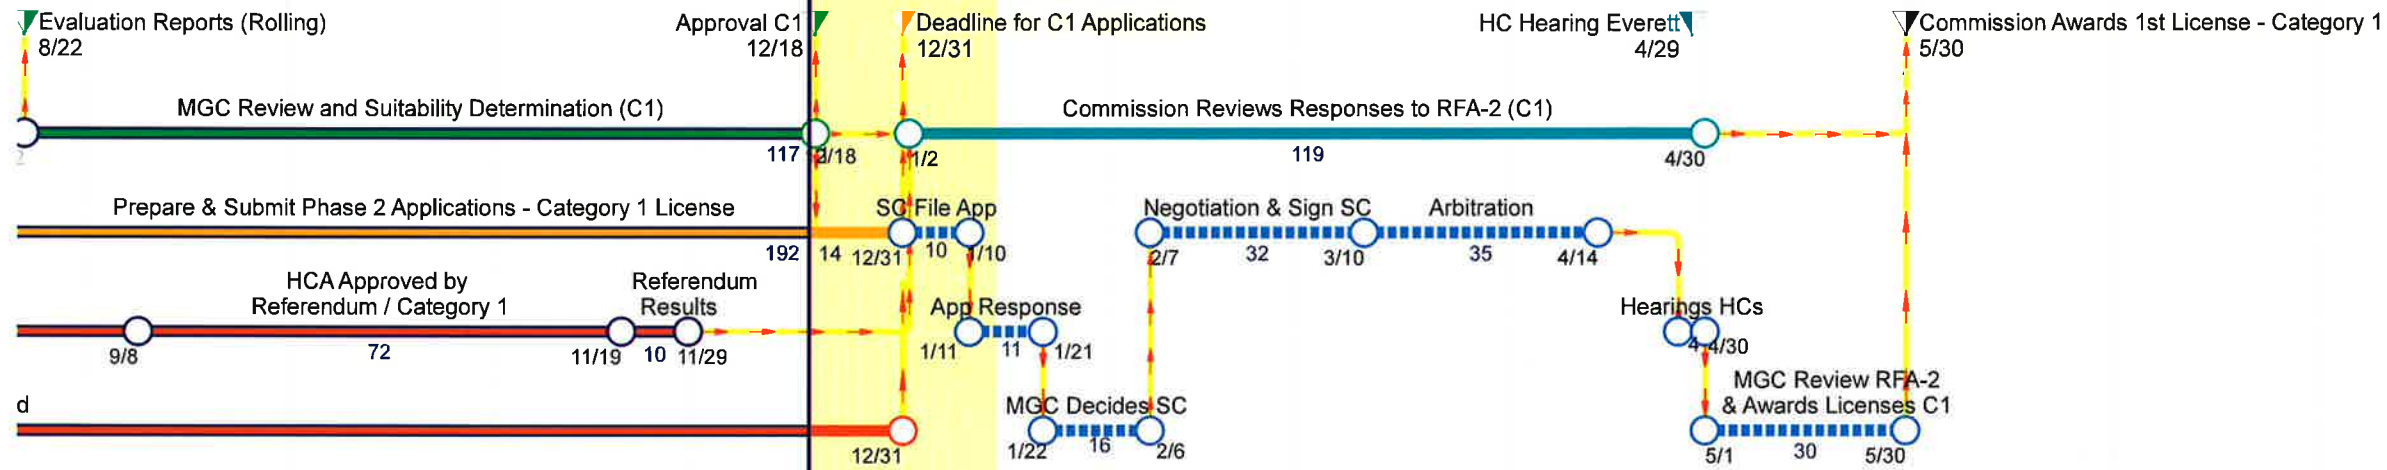 Evaluation Reports (Rolling)
8/22
Approval C1
12/18
Deadline for C1 Applications
12/31
HC Hearing Everett
4/29
Commission Awards 1st License - Category 1
5/30
MGC Review and Suitability Determination (C1)
2
117
/18
Commission Reviews Responses to RFA-2 (C1)
1/2
119
4/30
Prepare & Submit Phase 2 Applications - Category 1 License
192
14
12/31
SC File App
10
1/10
Negotiation & Sign SC
2/7
32
3/10
Arbitration
35
4/14
HCA Approved by
Referendum / Category 1
9/8
72
11/19
Referendum
Results
10
11/29
App Response
1/11
11
1/21
Hearings HCs
4
4/30
d
12/31
MGC Decides SC
1/22
16
2/6
MGC Review RFA-2
& Awards Licenses C1
5/1
30
5/30